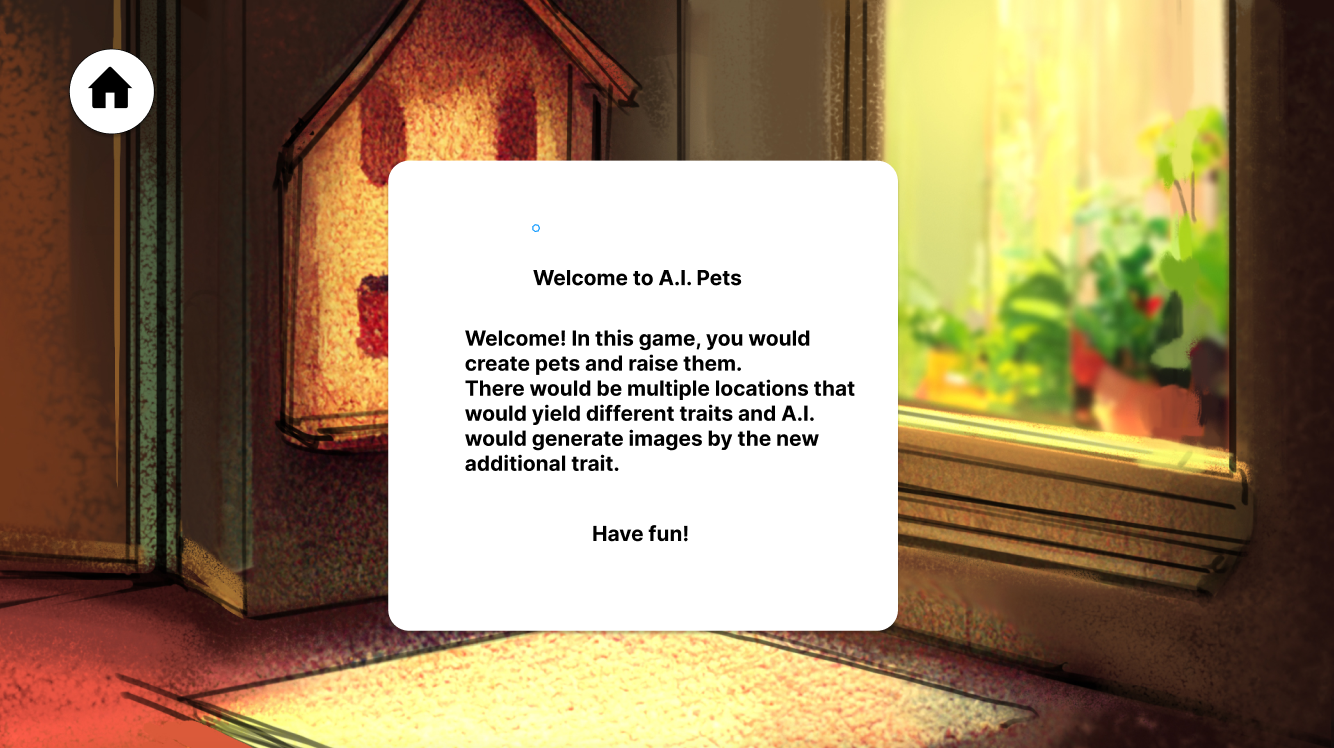 Welcome to A.I. Pets
Welcome! In this game, you would
create pets and raise them.
There would be multiple locations that
would yield different traits and A.I.
would generate images by the new
additional trait.
Have fun!